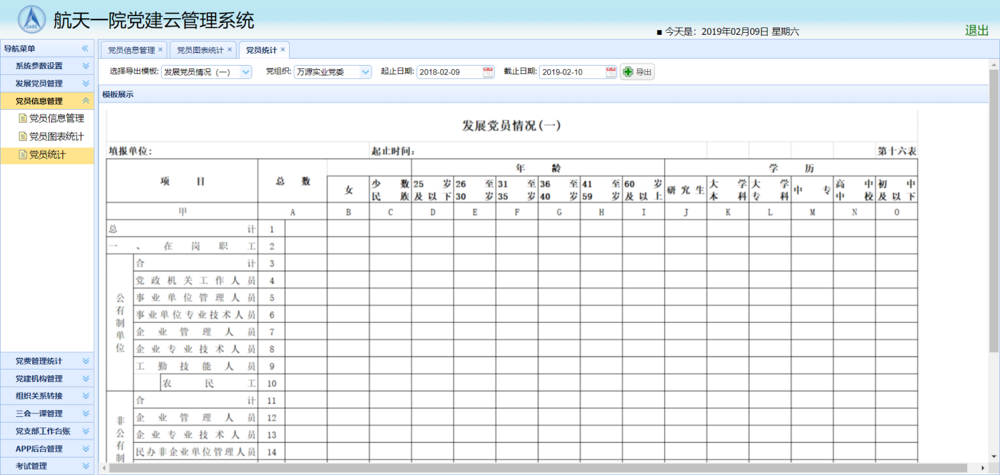 CASC 航天一院党建云管理系统
■ 今天是：2019年02月09日 星期六 退出
导航菜单
系统参数设置
发展党员管理
党员信息管理
党员信息管理
党员图表统计
党员统计
党费管理统计
党建机构管理
组织关系转接
三会一课管理
党支部工作台账
APP后台管理
考试管理
党员信息管理 × 党员图表统计 × 党员统计 ×
选择导出模板: 发展党员情况（一） 党组织: 万源实业党委 起止日期: 2018-02-09 截止日期: 2019-02-10 导出
模板展示
发展党员情况(一)
填报单位: 起止时间: 第十六表
项目 总数 年龄 学历
女 少数民族 25岁及以下 26至30岁 31至35岁 36至40岁 41至59岁 60岁及以上 研究生 大学本科 大学专科 中专 高中中校 初中及以下
甲 A B C D E F G H I J K L M N O
总计 1
一、在岗职工 2
公有制单位
合计 3
党政机关工作人员 4
事业单位管理人员 5
事业单位专业技术人员 6
企业管理人员 7
企业专业技术人员 8
工勤技能人员 9
农民工 10
非公有制
合计 11
企业管理人员 12
企业专业技术人员 13
民办非企业单位管理人员 14